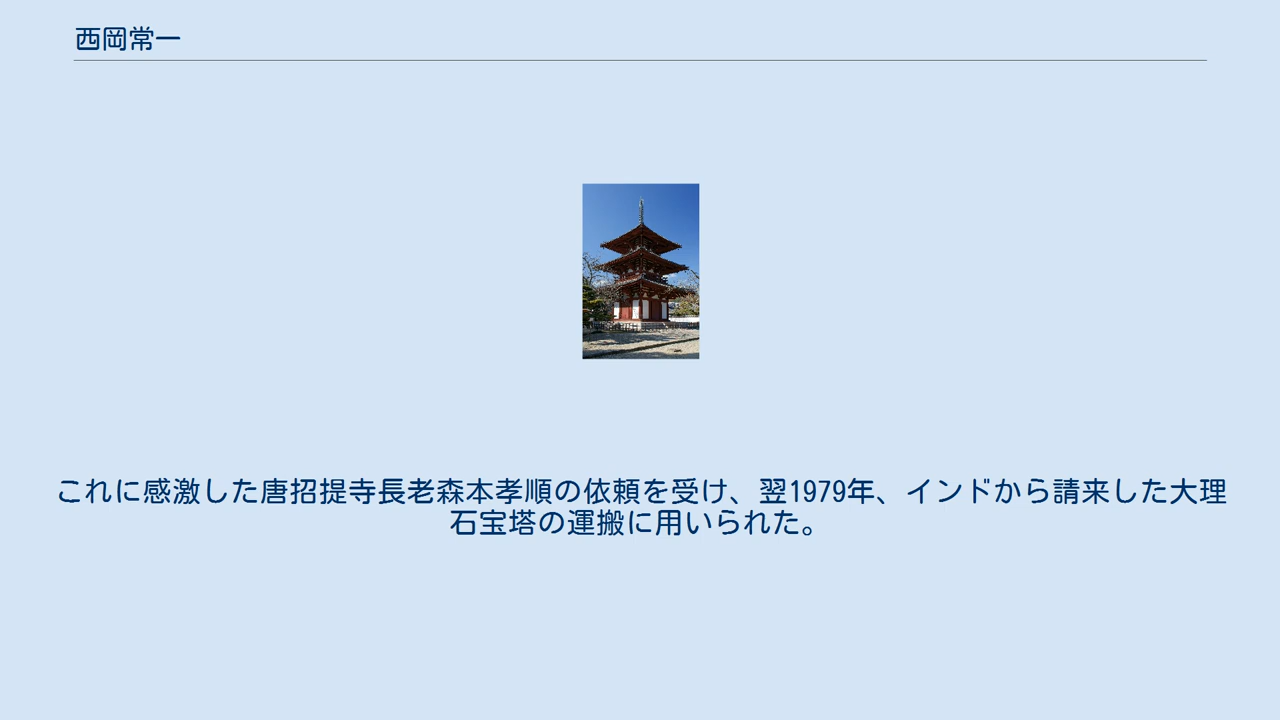 西岡常一
これに感激した唐招提寺長老森本孝順の依頼を受け、翌1979年、インドから請来した大理
石宝塔の運搬に用いられた。